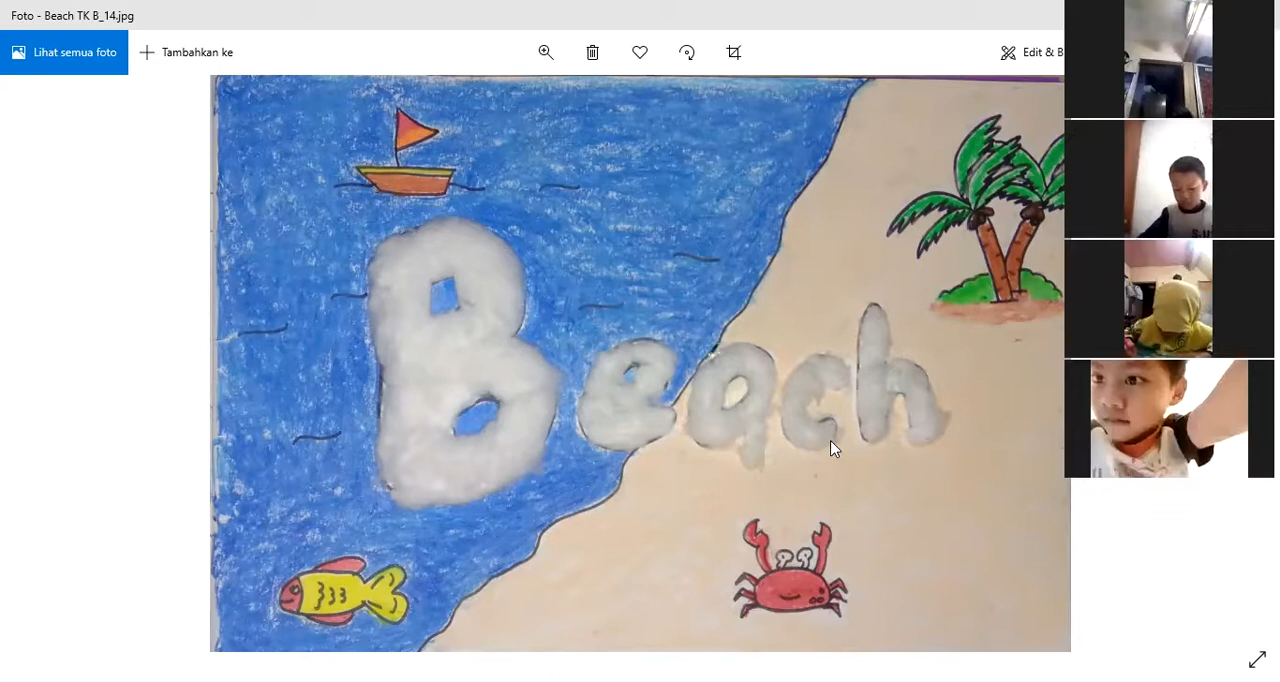 Foto - Beach TK B_14.jpg
Lihat semua foto
Tambahkan ke
Edit & B
Beach